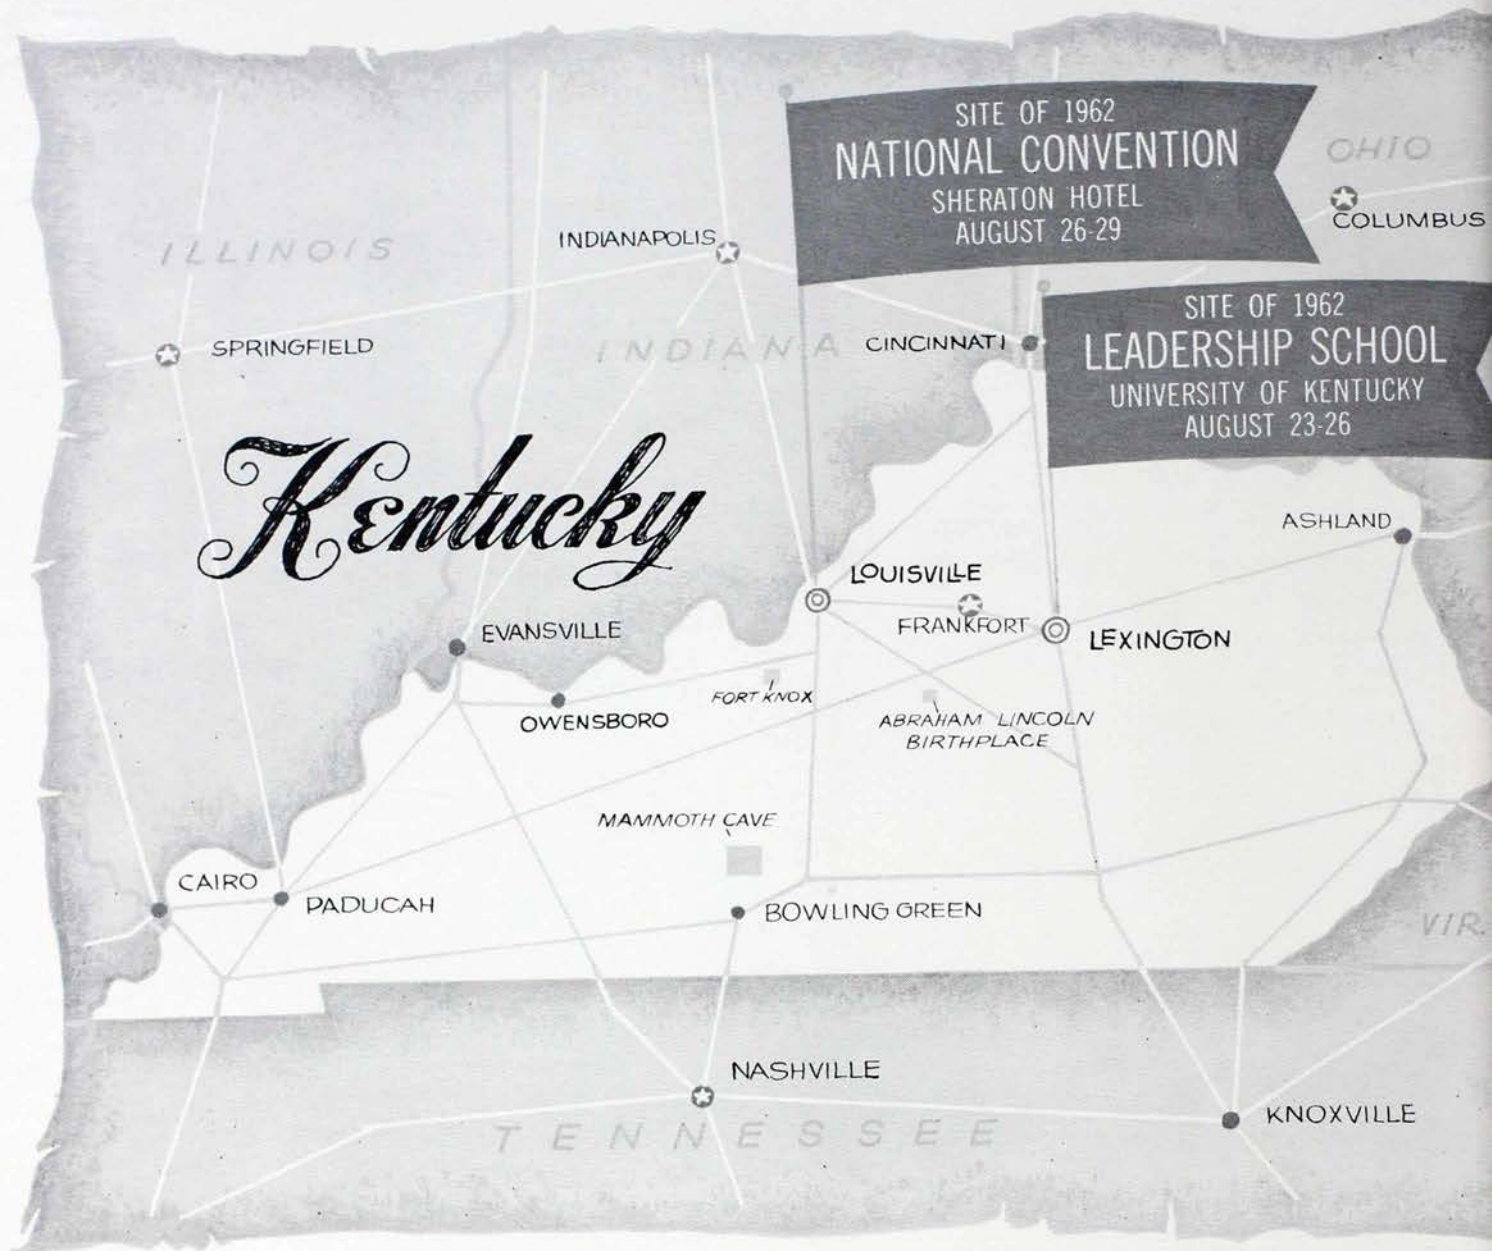 SITE OF 1962
NATIONAL CONVENTION
SHERATON HOTEL
AUGUST 26-29
OHIO
COLUMBUS
ILLINOIS
INDIANAPOLIS
SITE OF 1962
LEADERSHIP SCHOOL
UNIVERSITY OF KENTUCKY
AUGUST 23-26
SPRINGFIELD
INDIANA
CINCINNATI
Kentucky
ASHLAND
LOUISVILLE
FRANKFORT
LEXINGTON
EVANSVILLE
OWENSBORO
FORT KNOX
ABRAHAM LINCOLN
BIRTHPLACE
MAMMOTH CAVE
CAIRO
PADUCAH
BOWLING GREEN
VIR.
NASHVILLE
TENNESSEE
KNOXVILLE